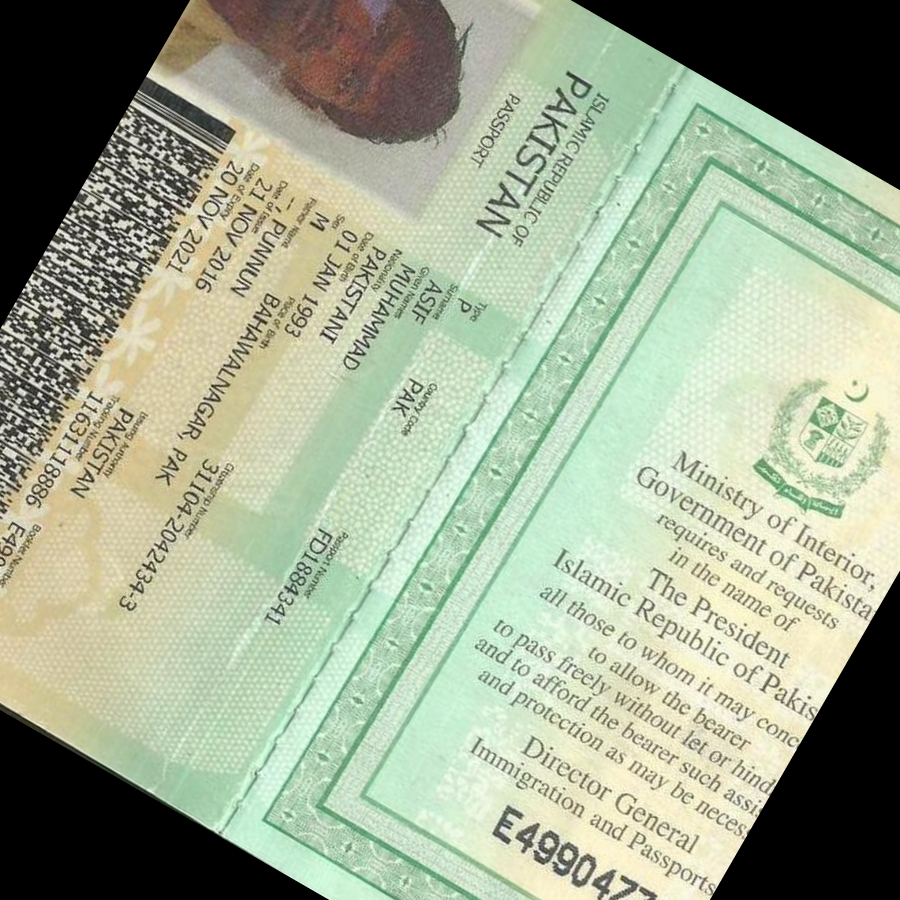 ISLAMIC REPUBLIC OF
PAKISTAN
PASSPORT
Type
P
Country Code
PAK
Passport Number
FD1884341
Surname
ASIF
Given Names
MUHAMMAD
Nationality
PAKISTANI
Date of Birth
01 JAN 1993
Citizenship Number
31104-2042434-3
Sex
M
Place of Birth
BAHAWALNAGAR, PAK
Father Name
PUNNUN
Date of Issue
21 NOV 2016
Issuing Authority
PAKISTAN
Date of Expiry
20 NOV 2021
Tracking Number
11631118886
Booklet Number
Ministry of Interior,
Government of Pakista
requires and requests
in the name of
The President
Islamic Republic of Pakis
all those to whom it may conc
to allow the bearer
to pass freely without let or hind
and to afford the bearer such assis
and protection as may be necess
Director General
Immigration and Passports
E4990477